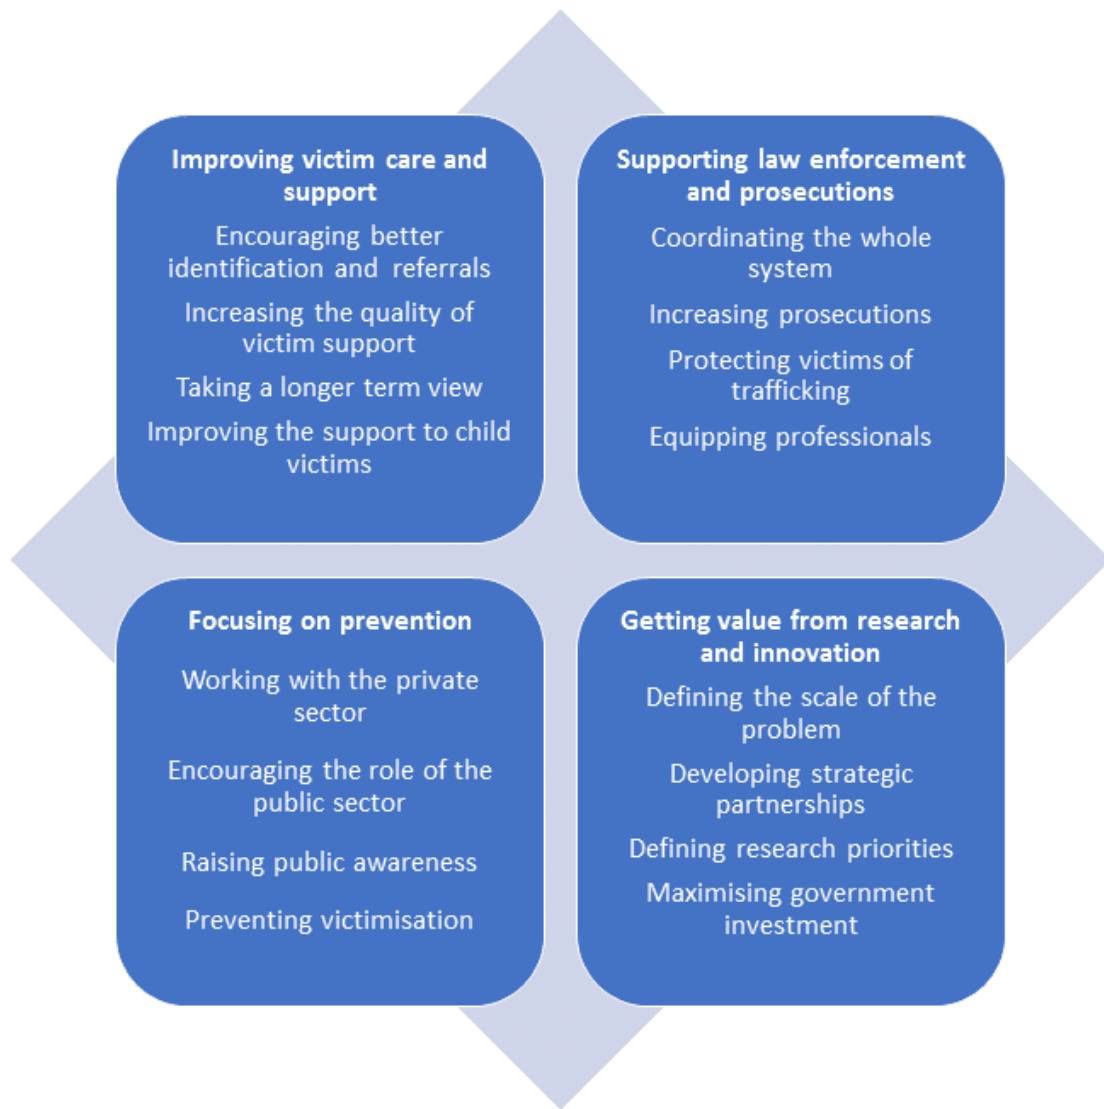 Improving victim care and
support
Encouraging better
identification and referrals
Increasing the quality of
victim support
Taking a longer term view
Improving the support to child
victims
Supporting law enforcement
and prosecutions
Coordinating the whole
system
Increasing prosecutions
Protecting victims of
trafficking
Equipping professionals
Focusing on prevention
Working with the private
sector
Encouraging the role of the
public sector
Raising public awareness
Preventing victimisation
Getting value from research
and innovation
Defining the scale of the
problem
Developing strategic
partnerships
Defining research priorities
Maximising government
investment